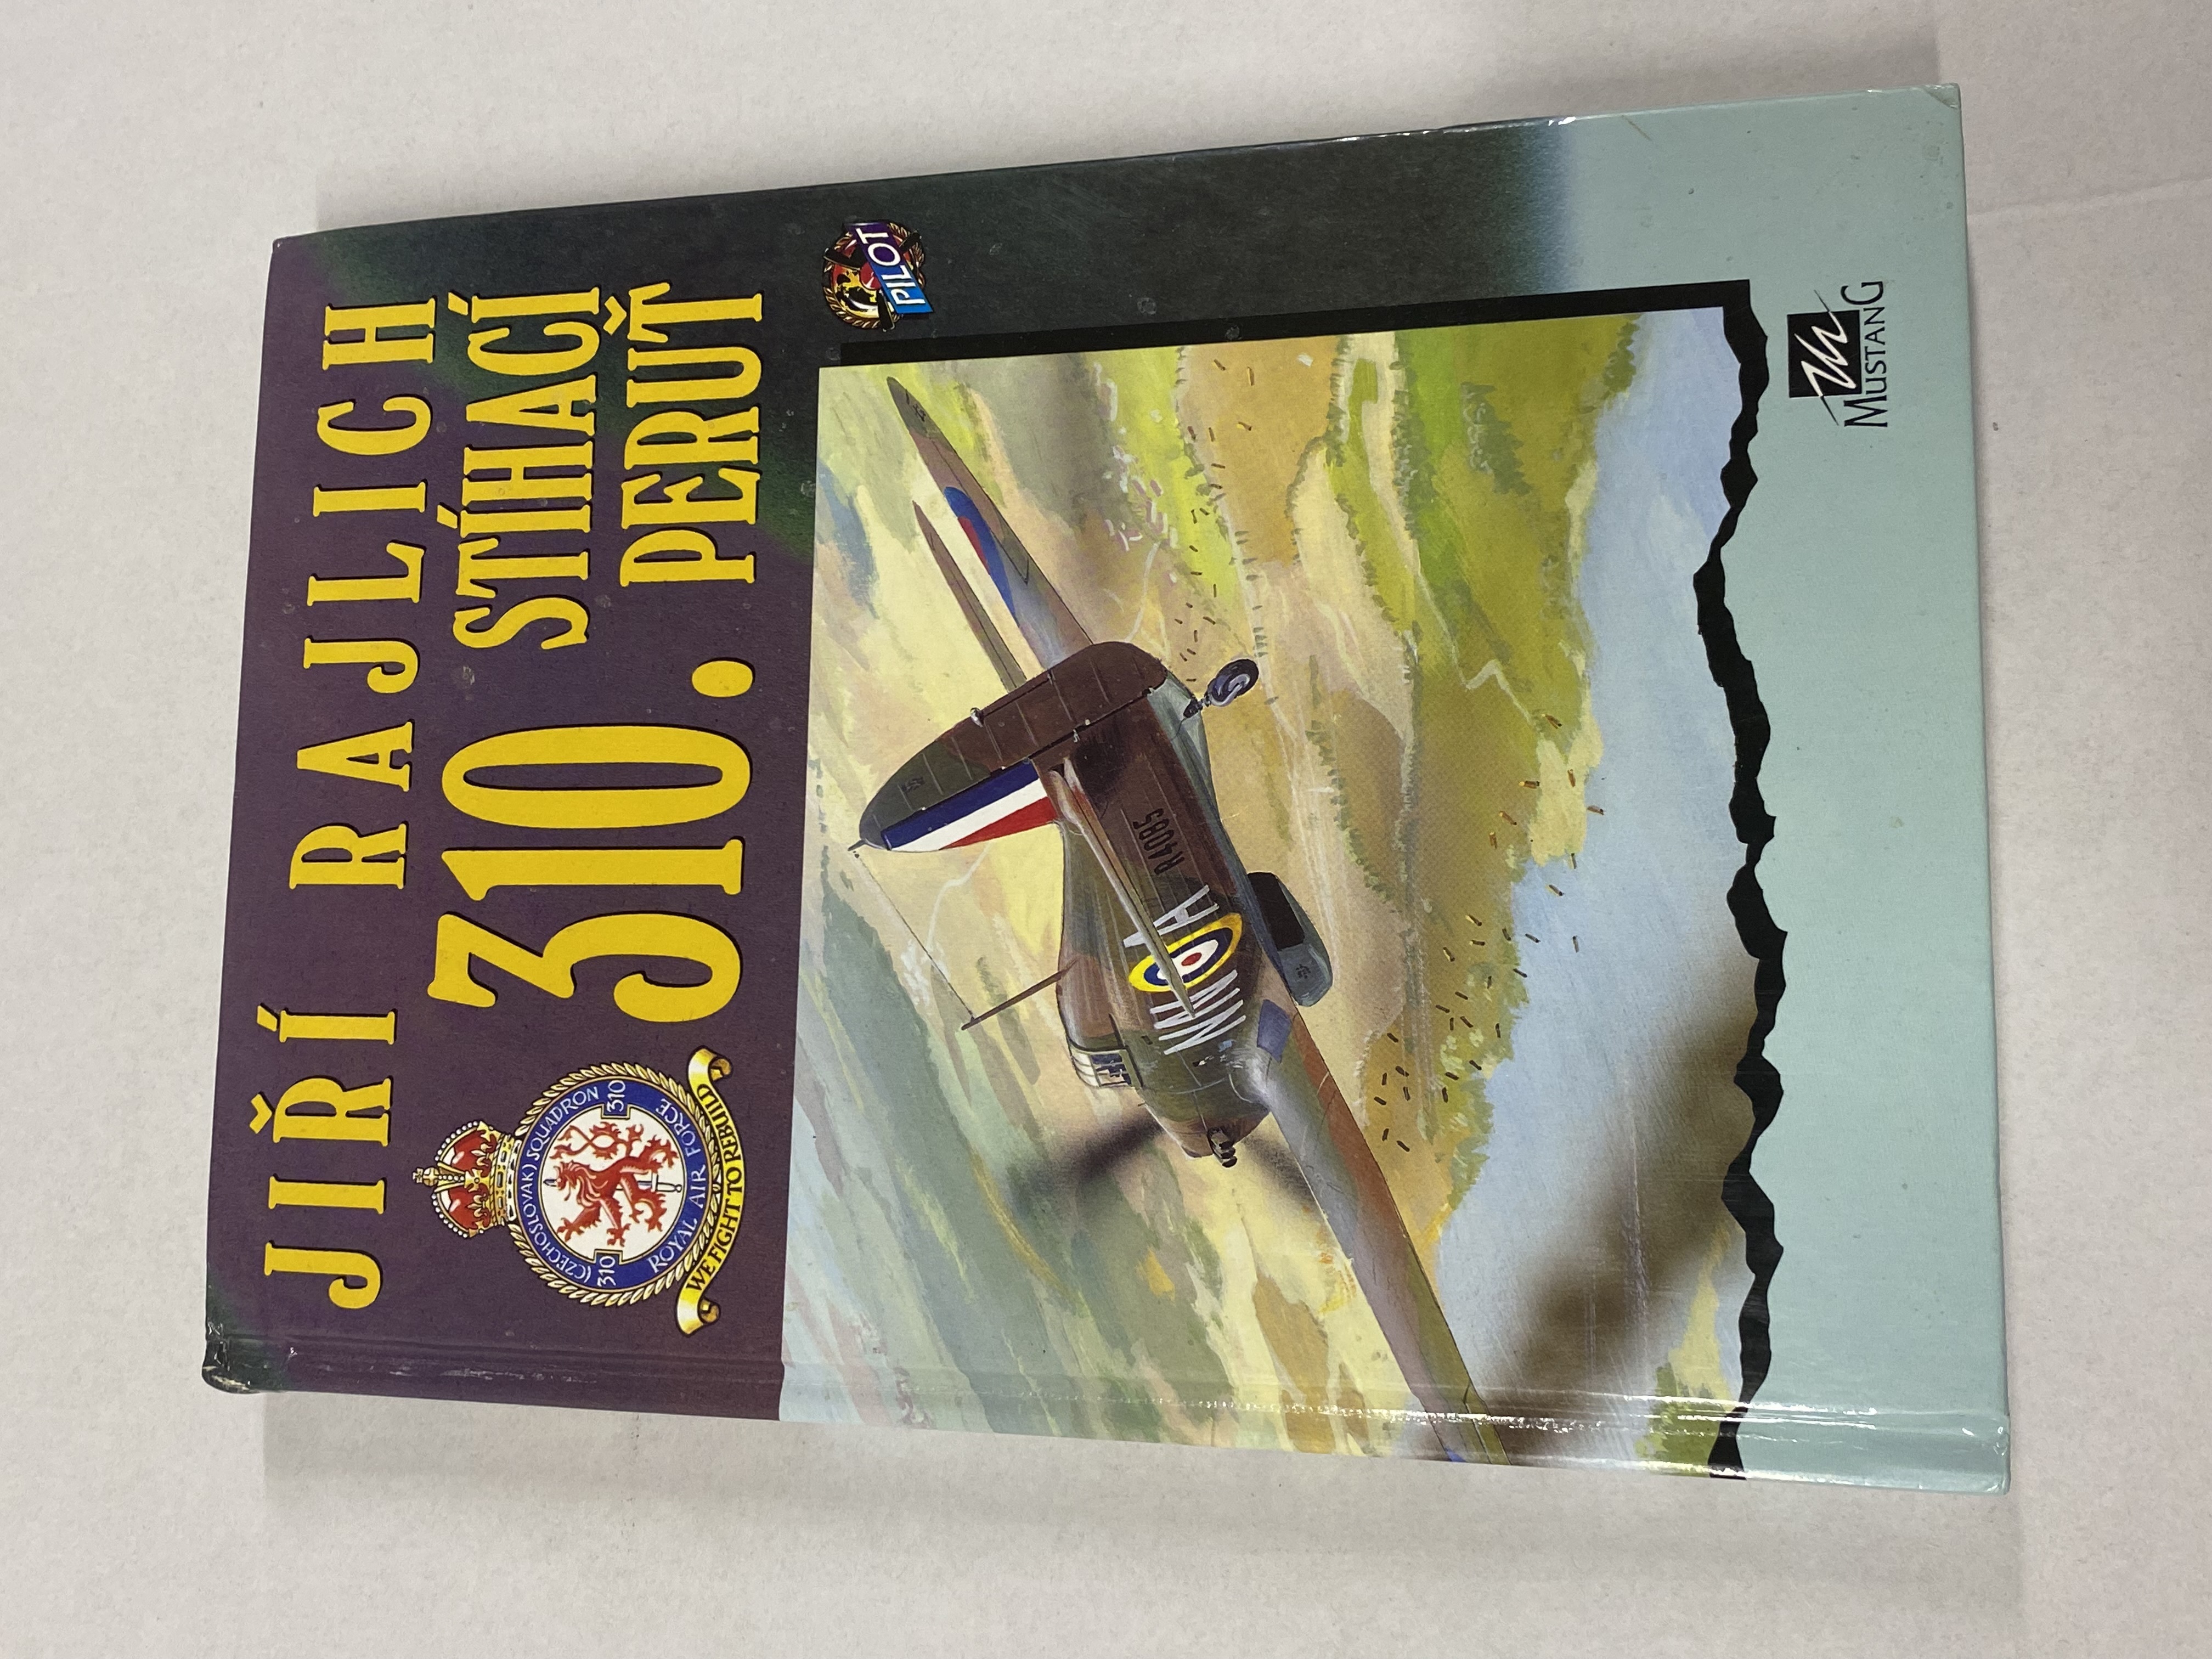 JIŘÍ RAJLICH
310. STÍHACÍ
PERUŤ
(CZECHOSLOVAK) SQUADRON
310 310
ROYAL AIR FORCE
WE FIGHT TO REBUILD
PILOT
NN A
R4085
MUSTANG